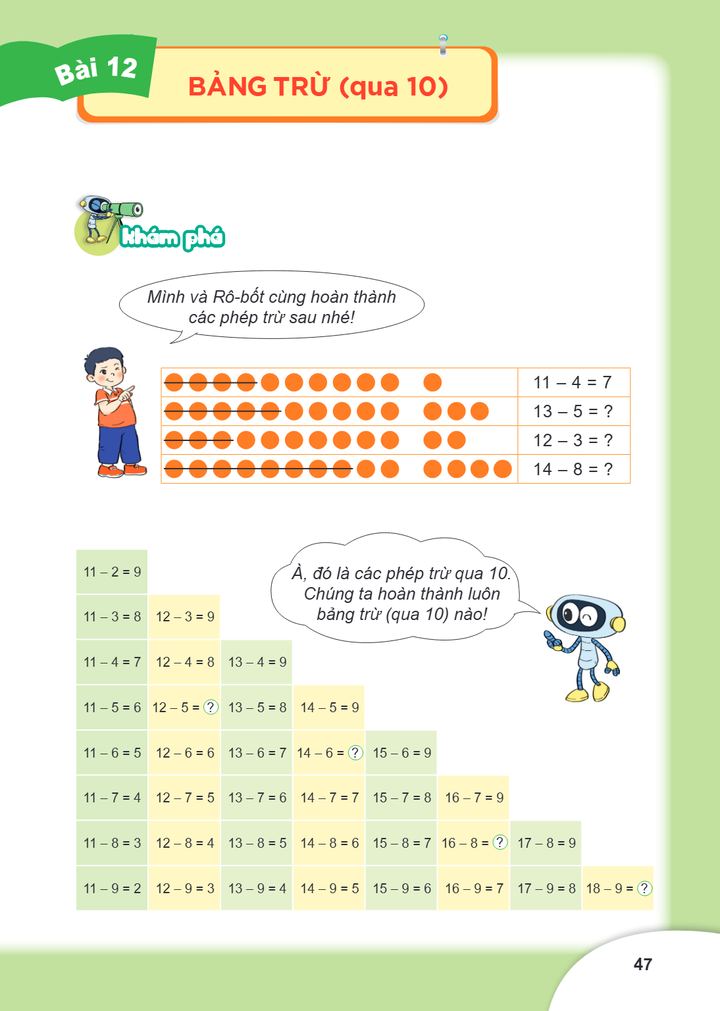 Bài 12
BẢNG TRỪ (qua 10)
khám phá
Mình và Rô-bốt cùng hoàn thành
các phép trừ sau nhé!
11 – 4 = 7
13 – 5 = ?
12 – 3 = ?
14 – 8 = ?
À, đó là các phép trừ qua 10.
Chúng ta hoàn thành luôn
bảng trừ (qua 10) nào!
11 – 2 = 9
11 – 3 = 8 12 – 3 = 9
11 – 4 = 7 12 – 4 = 8 13 – 4 = 9
11 – 5 = 6 12 – 5 = ? 13 – 5 = 8 14 – 5 = 9
11 – 6 = 5 12 – 6 = 6 13 – 6 = 7 14 – 6 = ? 15 – 6 = 9
11 – 7 = 4 12 – 7 = 5 13 – 7 = 6 14 – 7 = 7 15 – 7 = 8 16 – 7 = 9
11 – 8 = 3 12 – 8 = 4 13 – 8 = 5 14 – 8 = 6 15 – 8 = 7 16 – 8 = ? 17 – 8 = 9
11 – 9 = 2 12 – 9 = 3 13 – 9 = 4 14 – 9 = 5 15 – 9 = 6 16 – 9 = 7 17 – 9 = 8 18 – 9 = ?
47